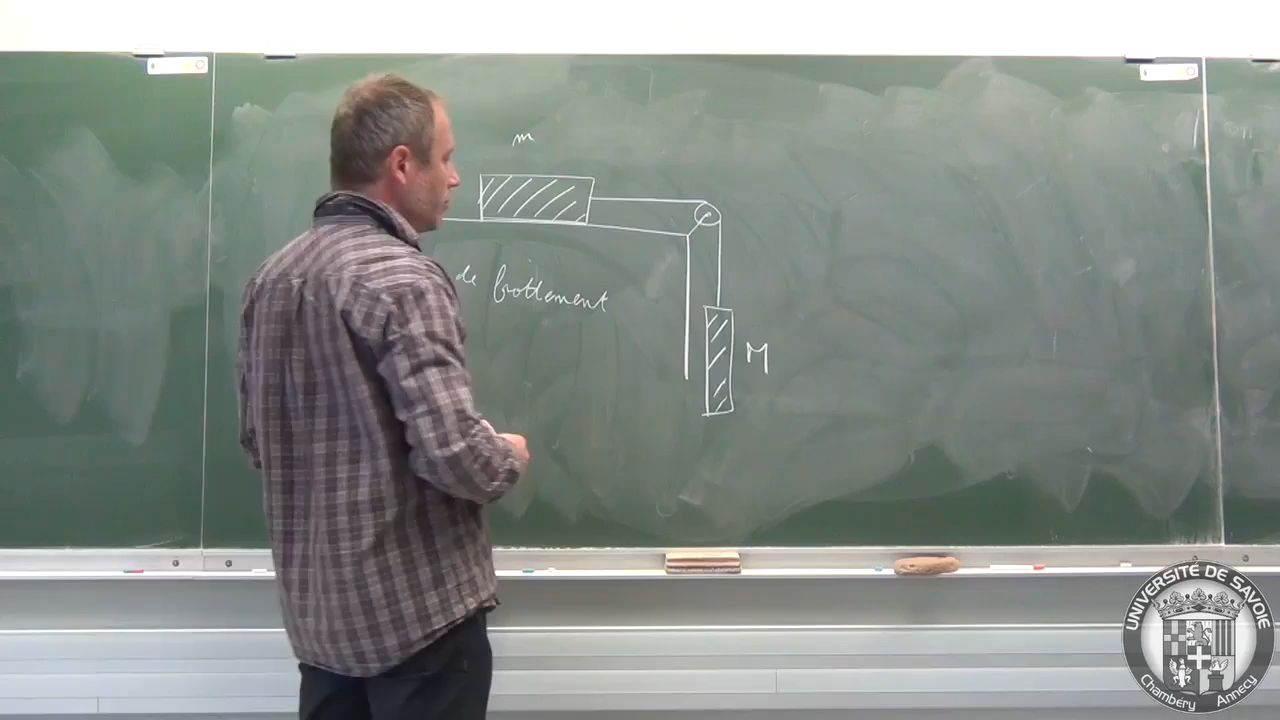 m
de frottement
M
UNIVERSITÉ DE SAVOIE
Chambéry Annecy